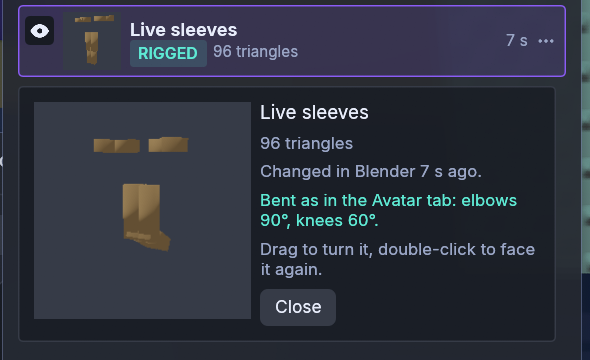 Live sleeves
RIGGED 96 triangles
7 s
Live sleeves
96 triangles
Changed in Blender 7 s ago.
Bent as in the Avatar tab: elbows
90°, knees 60°.
Drag to turn it, double-click to face
it again.
Close